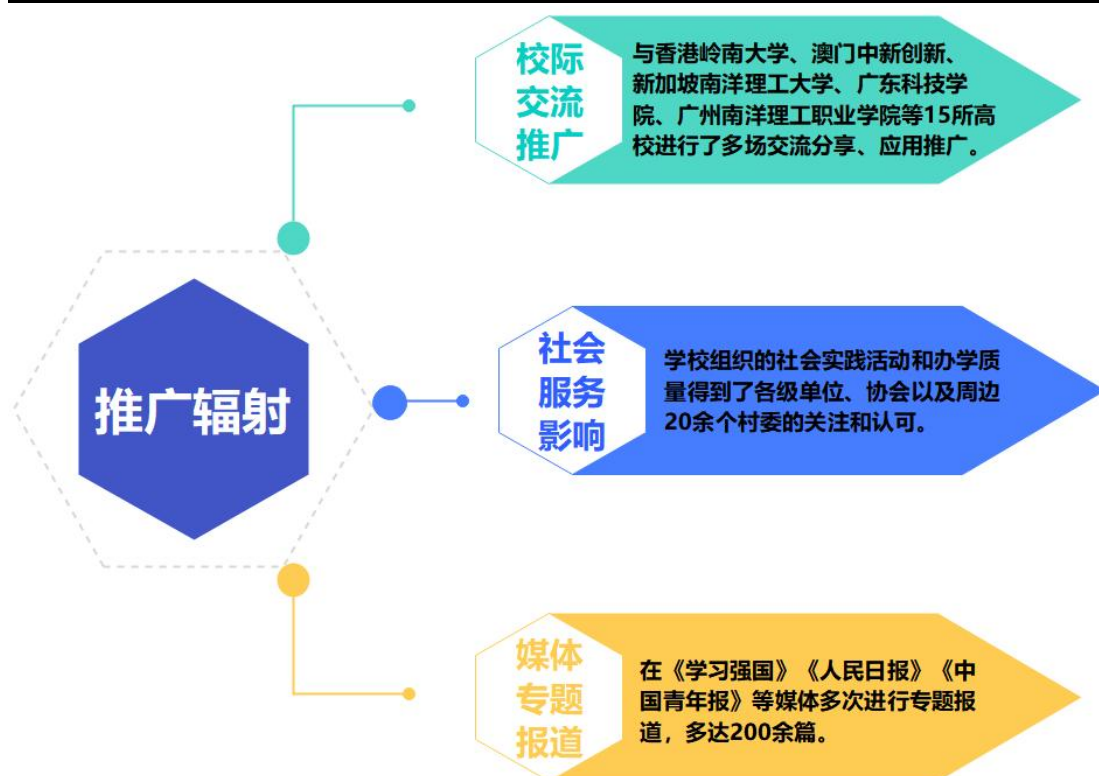 校际
交流
推广
与香港岭南大学、澳门中新创新、
新加坡南洋理工大学、广东科技学
院、广州南洋理工职业学院等15所高
校进行了多场交流分享、应用推广。
推广辐射
社会
服务
影响
学校组织的社会实践活动和办学质
量得到了各级单位、协会以及周边
20余个村委的关注和认可。
媒体
专题
报道
在《学习强国》《人民日报》《中
国青年报》等媒体多次进行专题报
道，多达200余篇。